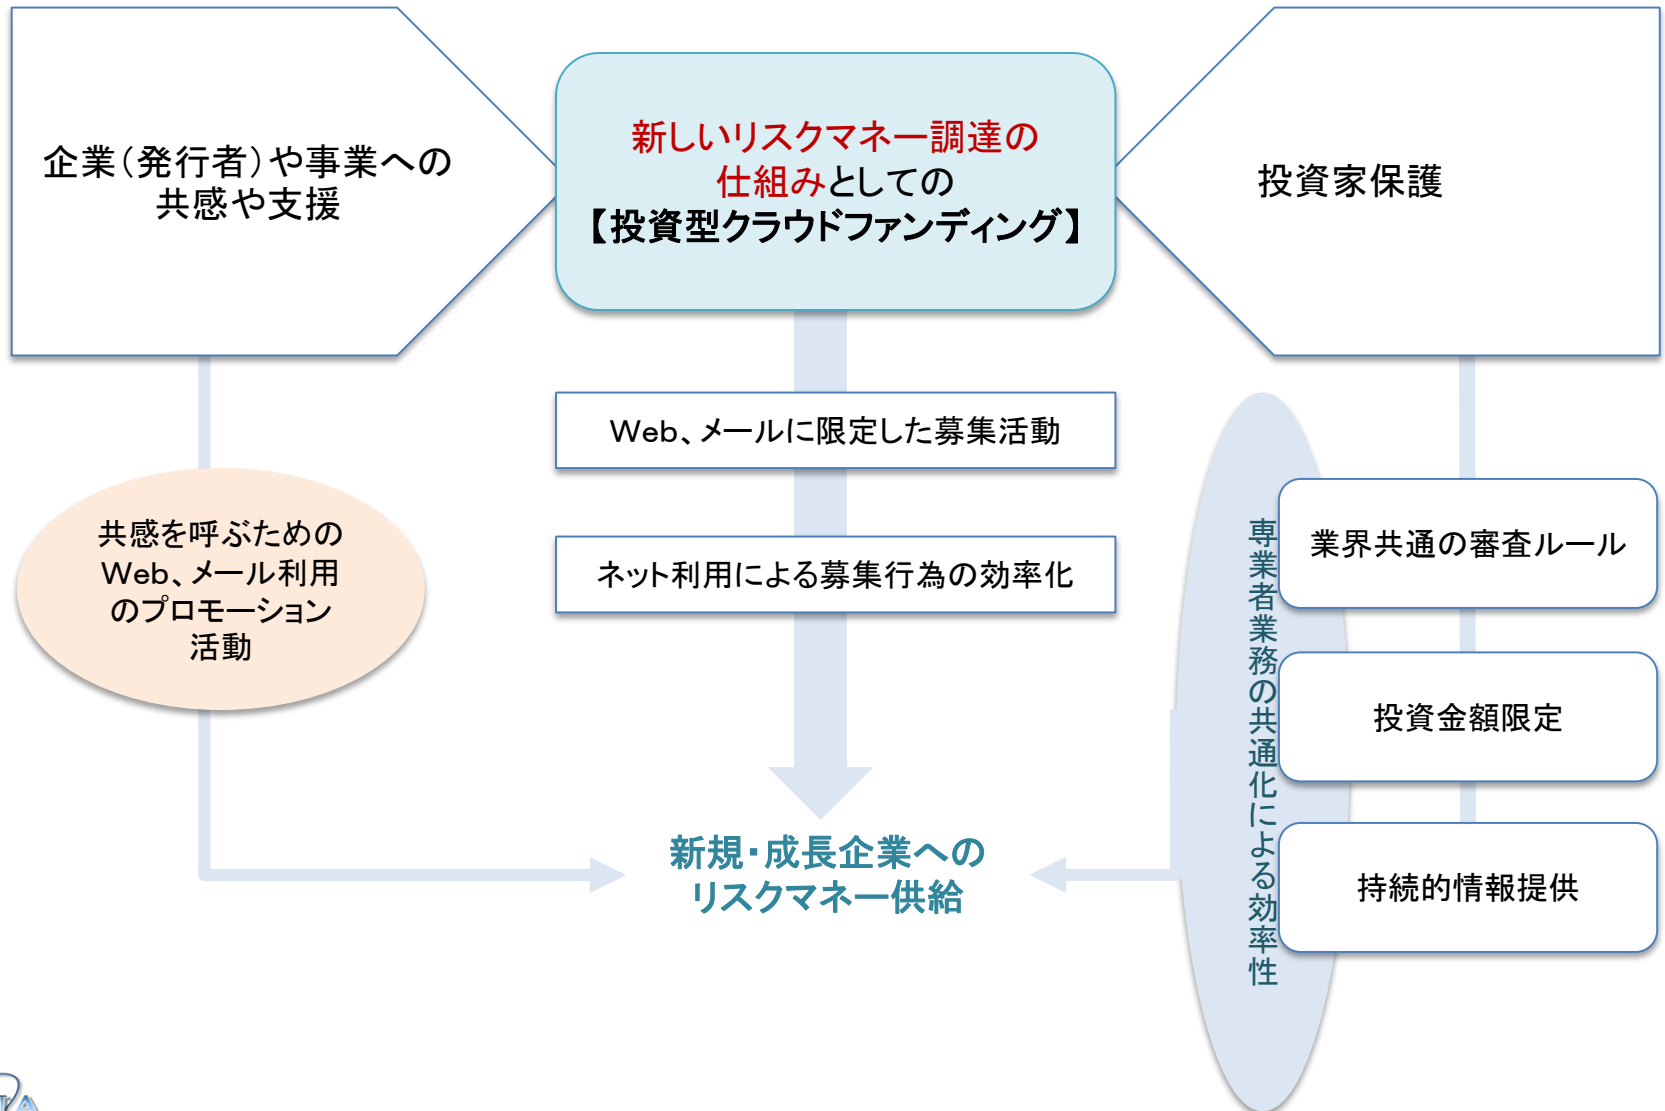 企業（発行者）や事業への
共感や支援
新しいリスクマネー調達の
仕組みとしての
【投資型クラウドファンディング】
投資家保護
Web、メールに限定した募集活動
ネット利用による募集行為の効率化
共感を呼ぶための
Web、メール利用
のプロモーション
活動
専業者業務の共通化による効率性
業界共通の審査ルール
投資金額限定
持続的情報提供
新規・成長企業への
リスクマネー供給